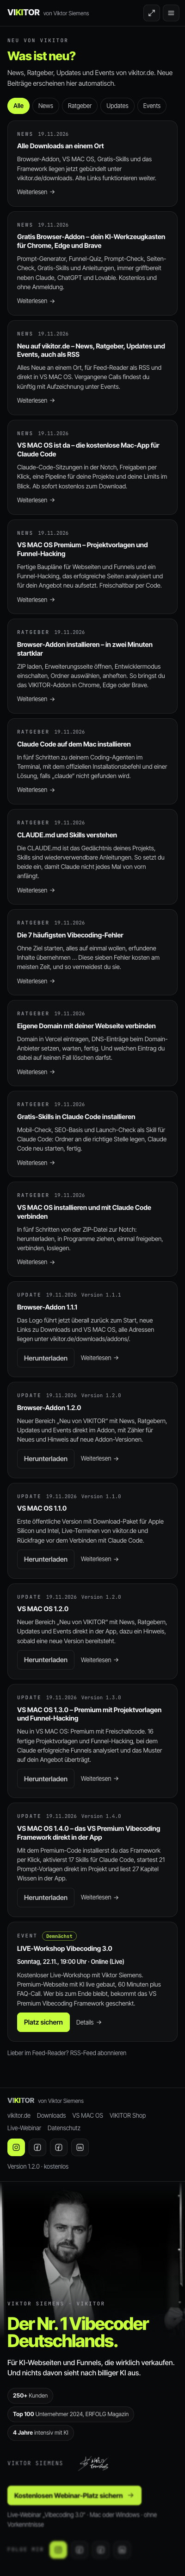 VIKITOR von Viktor Siemens
NEU VON VIKITOR
Was ist neu?
News, Ratgeber, Updates und Events von vikitor.de. Neue
Beiträge erscheinen hier automatisch.
Alle News Ratgeber Updates Events
NEWS 19.11.2026
Alle Downloads an einem Ort
Browser-Addon, VS MAC OS, Gratis-Skills und das
Framework liegen jetzt gebündelt unter
vikitor.de/downloads. Alle Links funktionieren weiter.
Weiterlesen →
NEWS 19.11.2026
Gratis Browser-Addon – dein KI-Werkzeugkasten
für Chrome, Edge und Brave
Prompt-Generator, Funnel-Quiz, Prompt-Check, Seiten-
Check, Gratis-Skills und Anleitungen, immer griffbereit
neben Claude, ChatGPT und Lovable. Kostenlos und
ohne Anmeldung.
Weiterlesen →
NEWS 19.11.2026
Neu auf vikitor.de – News, Ratgeber, Updates und
Events, auch als RSS
Alles Neue an einem Ort, für Feed-Reader als RSS und
direkt in VS MAC OS. Vergangene Calls findest du
künftig mit Aufzeichnung unter Events.
Weiterlesen →
NEWS 19.11.2026
VS MAC OS ist da – die kostenlose Mac-App für
Claude Code
Claude-Code-Sitzungen in der Notch, Freigaben per
Klick, eine Pipeline für deine Projekte und deine Limits im
Blick. Ab sofort kostenlos zum Download.
Weiterlesen →
NEWS 19.11.2026
VS MAC OS Premium – Projektvorlagen und
Funnel-Hacking
Fertige Baupläne für Webseiten und Funnels und ein
Funnel-Hacking, das erfolgreiche Seiten analysiert und
für dein Angebot neu aufsetzt. Freischaltbar per Code.
Weiterlesen →
RATGEBER 19.11.2026
Browser-Addon installieren – in zwei Minuten
startklar
ZIP laden, Erweiterungsseite öffnen, Entwicklermodus
einschalten, Ordner auswählen, anheften. So bringst du
das VIKITOR-Addon in Chrome, Edge oder Brave.
Weiterlesen →
RATGEBER 19.11.2026
Claude Code auf dem Mac installieren
In fünf Schritten zu deinem Coding-Agenten im
Terminal, mit dem offiziellen Installationsbefehl und einer
Lösung, falls „claude“ nicht gefunden wird.
Weiterlesen →
RATGEBER 19.11.2026
CLAUDE.md und Skills verstehen
Die CLAUDE.md ist das Gedächtnis deines Projekts,
Skills sind wiederverwendbare Anleitungen. So setzt du
beide ein, damit Claude nicht jedes Mal von vorn
anfängt.
Weiterlesen →
RATGEBER 19.11.2026
Die 7 häufigsten Vibecoding-Fehler
Ohne Ziel starten, alles auf einmal wollen, erfundene
Inhalte übernehmen … Diese sieben Fehler kosten am
meisten Zeit, und so vermeidest du sie.
Weiterlesen →
RATGEBER 19.11.2026
Eigene Domain mit deiner Webseite verbinden
Domain in Vercel eintragen, DNS-Einträge beim Domain-
Anbieter setzen, warten, fertig. Und welchen Eintrag du
dabei auf keinen Fall löschen darfst.
Weiterlesen →
RATGEBER 19.11.2026
Gratis-Skills in Claude Code installieren
Mobil-Check, SEO-Basis und Launch-Check als Skill für
Claude Code: Ordner an die richtige Stelle legen, Claude
Code neu starten, fertig.
Weiterlesen →
RATGEBER 19.11.2026
VS MAC OS installieren und mit Claude Code
verbinden
In fünf Schritten von der ZIP-Datei zur Notch:
herunterladen, in Programme ziehen, einmal freigeben,
verbinden, loslegen.
Weiterlesen →
UPDATE 19.11.2026 Version 1.1.1
Browser-Addon 1.1.1
Das Logo führt jetzt überall zurück zum Start, neue
Links zu Downloads und VS MAC OS, alle Adressen
liegen unter vikitor.de/downloads/addons/.
Herunterladen Weiterlesen →
UPDATE 19.11.2026 Version 1.2.0
Browser-Addon 1.2.0
Neuer Bereich „Neu von VIKITOR“ mit News, Ratgebern,
Updates und Events direkt im Addon, mit Zähler für
Neues und Hinweis auf neue Addon-Versionen.
Herunterladen Weiterlesen →
UPDATE 19.11.2026 Version 1.1.0
VS MAC OS 1.1.0
Erste öffentliche Version mit Download-Paket für Apple
Silicon und Intel, Live-Terminen von vikitor.de und
Rückfrage vor dem Verbinden mit Claude Code.
Herunterladen Weiterlesen →
UPDATE 19.11.2026 Version 1.2.0
VS MAC OS 1.2.0
Neuer Bereich „Neu von VIKITOR“ mit News, Ratgebern,
Updates und Events direkt in der App, dazu ein Hinweis,
sobald eine neue Version bereitsteht.
Herunterladen Weiterlesen →
UPDATE 19.11.2026 Version 1.3.0
VS MAC OS 1.3.0 – Premium mit Projektvorlagen
und Funnel-Hacking
Neu in VS MAC OS: Premium mit Freischaltcode. 16
fertige Projektvorlagen und Funnel-Hacking, bei dem
Claude erfolgreiche Funnels analysiert und das Muster
auf dein Angebot überträgt.
Herunterladen Weiterlesen →
UPDATE 19.11.2026 Version 1.4.0
VS MAC OS 1.4.0 – das VS Premium Vibecoding
Framework direkt in der App
Mit dem Premium-Code installierst du das Framework
per Klick, aktivierst 17 Skills für Claude Code, startest 21
Prompt-Vorlagen direkt im Projekt und liest 27 Kapitel
Wissen in der App.
Herunterladen Weiterlesen →
EVENT Demnächst
LIVE-Workshop Vibecoding 3.0
Sonntag, 22.11., 19:00 Uhr · Online (Live)
Kostenloser Live-Workshop mit Viktor Siemens.
Premium-Webseite mit KI gebaut, 60 Minuten plus
FAQ-Call. Wer bis zum Ende bleibt, bekommt das VS
Premium Vibecoding Framework geschenkt.
Platz sichern Details →
Lieber im Feed-Reader? RSS-Feed abonnieren
VIKITOR von Viktor Siemens
vikitor.de Downloads VS MAC OS VIKITOR Shop
Live-Webinar Datenschutz
Version 1.2.0 · kostenlos
VIKTOR SIEMENS · VIKITOR
Der Nr. 1 Vibecoder
Deutschlands.
Für KI-Webseiten und Funnels, die wirklich verkaufen.
Und nichts davon sieht nach billiger KI aus.
250+ Kunden
Top 100 Unternehmer 2024, ERFOLG Magazin
4 Jahre intensiv mit KI
VIKTOR SIEMENS
Kostenlosen Webinar-Platz sichern →
Live-Webinar „Vibecoding 3.0“ · Mac oder Windows · ohne
Vorkenntnisse
FOLGE MIR